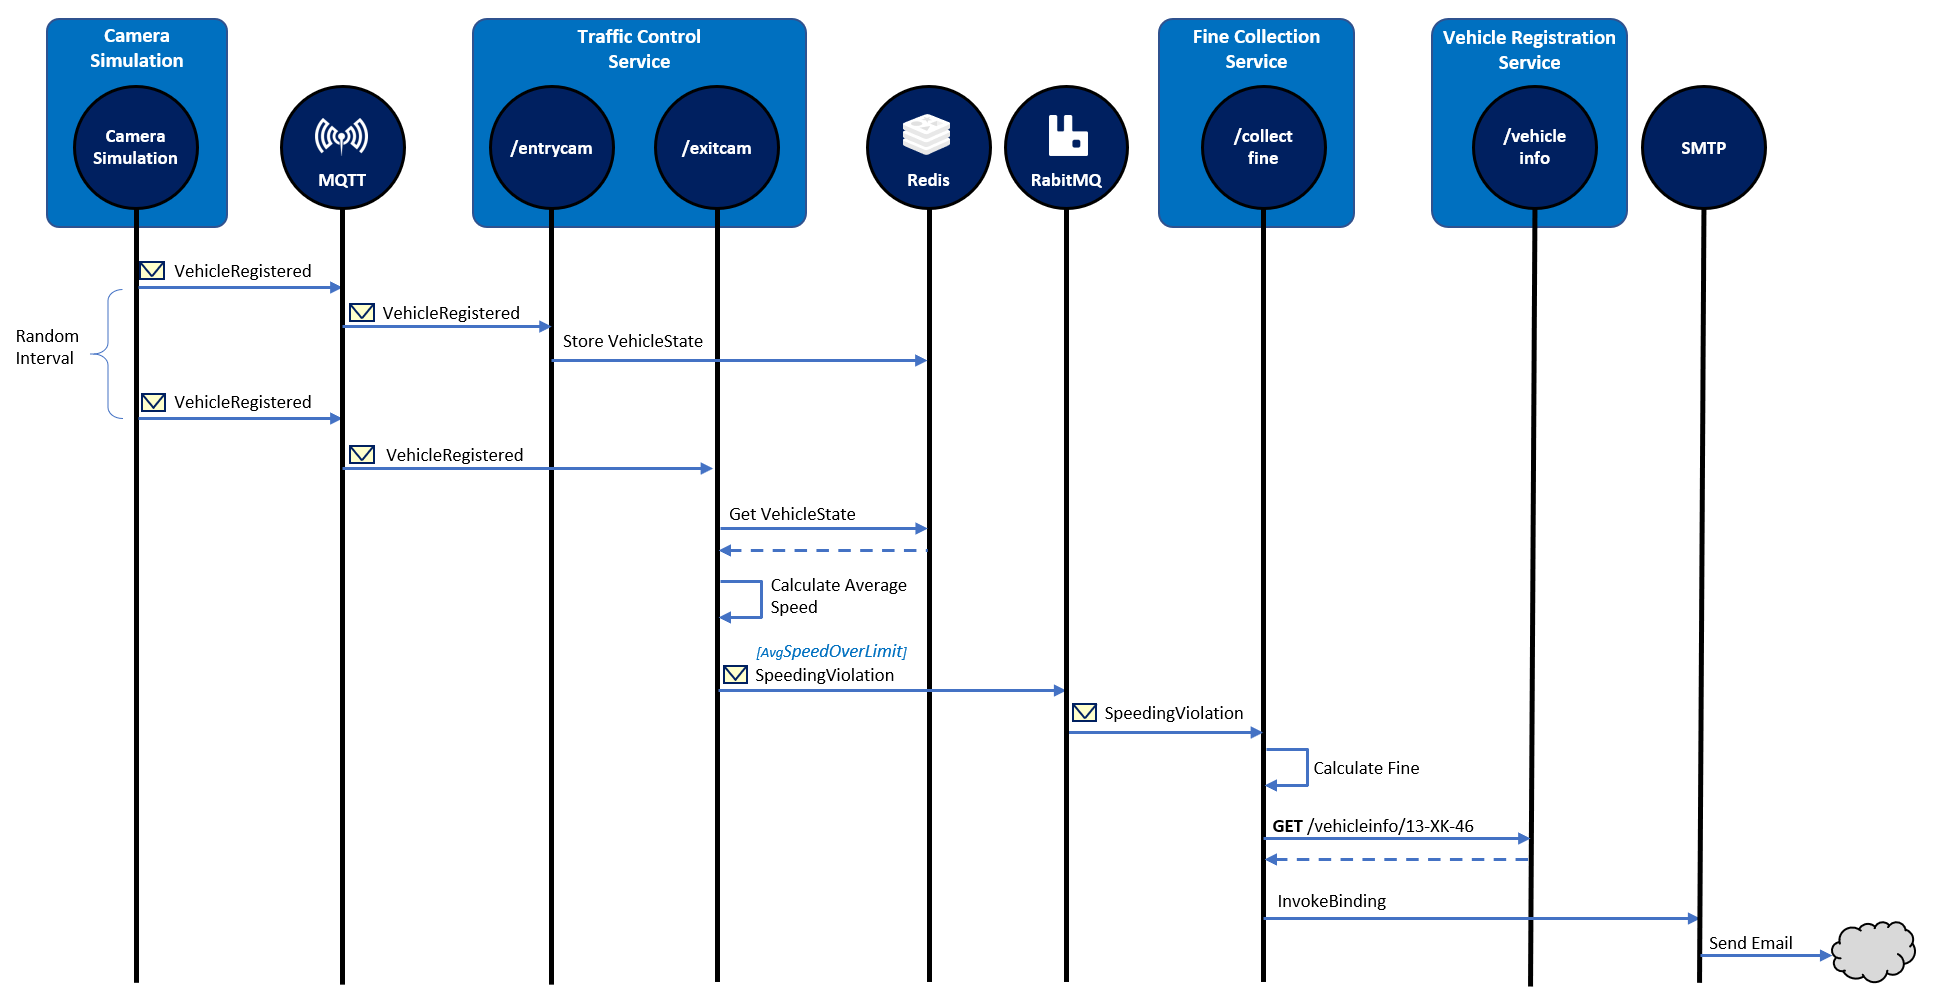 Camera
Simulation
Traffic Control
Service
Fine Collection
Service
Vehicle Registration
Service
Camera
Simulation
MQTT
/entrycam
/exitcam
Redis
RabitMQ
/collect
fine
/vehicle
info
SMTP
VehicleRegistered
VehicleRegistered
Random
Interval
Store VehicleState
VehicleRegistered
VehicleRegistered
Get VehicleState
Calculate Average
Speed
[AvgSpeedOverLimit]
SpeedingViolation
SpeedingViolation
Calculate Fine
GET /vehicleinfo/13-XK-46
InvokeBinding
Send Email